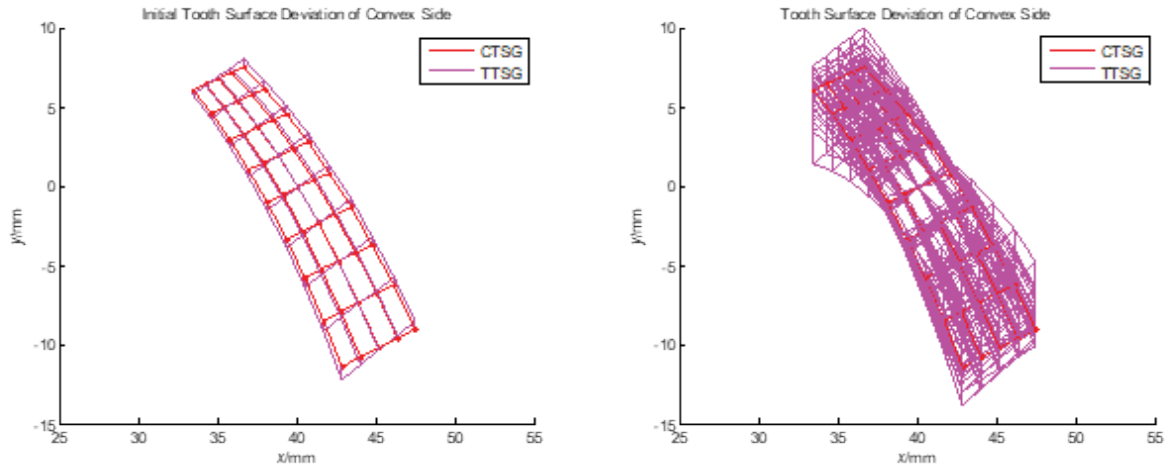 Initial Tooth Surface Deviation of Convex Side
10
5
0
-5
-10
-15
25
30
35
40
45
50
55
y/mm
x/mm
CTSG
TTSG
Tooth Surface Deviation of Convex Side
10
5
0
-5
-10
-15
25
30
35
40
45
50
55
y/mm
x/mm
CTSG
TTSG